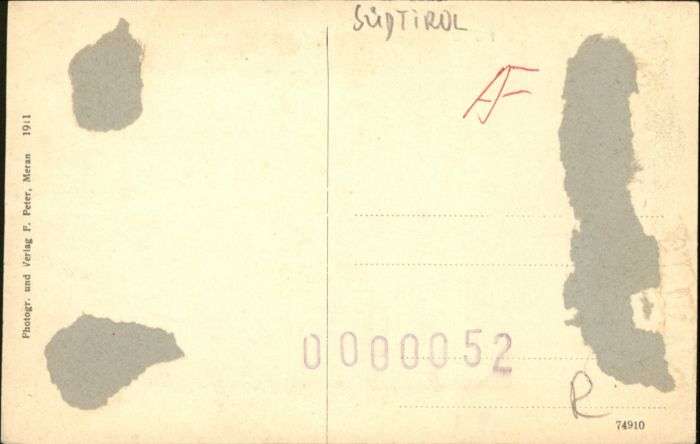 SÜDTIROL
AF
Photogr. und Verlag F. Peter, Meran 1911
0000052
R
74910